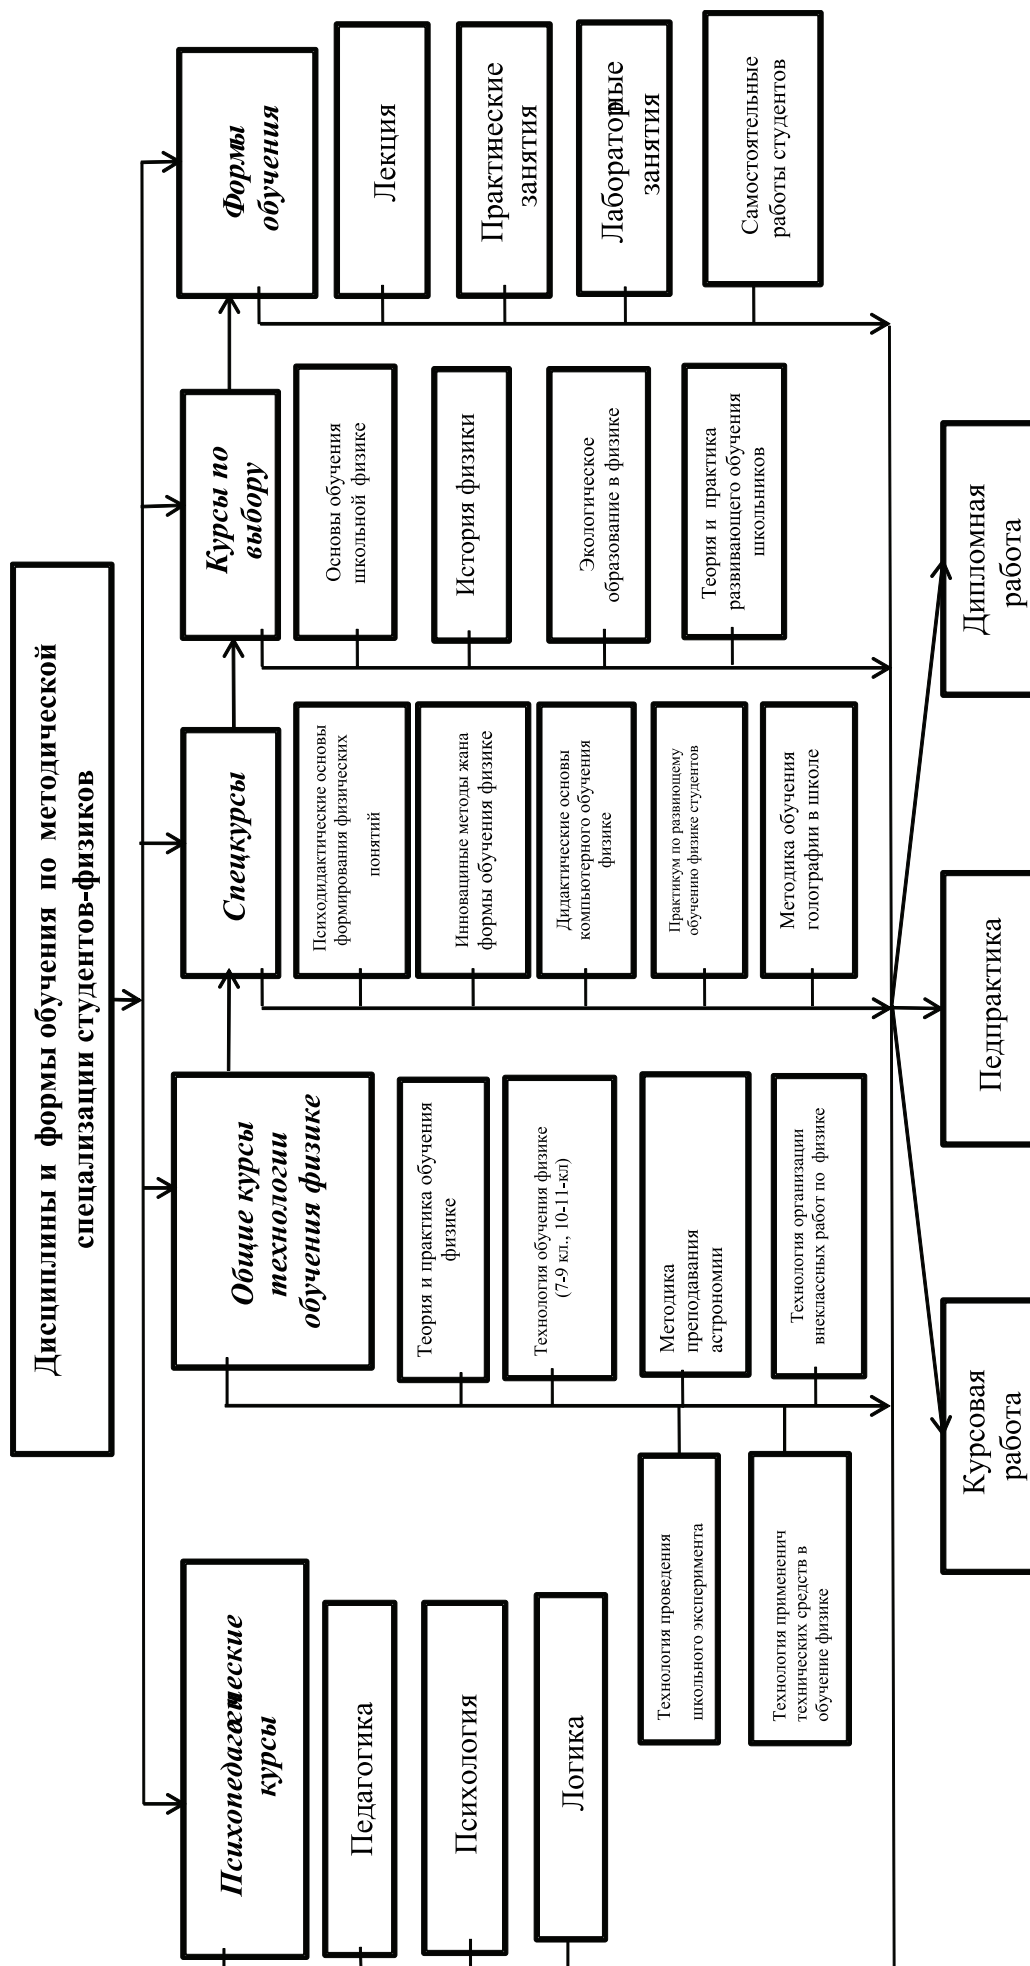 Дисциплины и формы обучения по методической
спецализации студентов-физиков
Психопедагогические
курсы
Педагогика
Психология
Логика
Общие курсы
технологии
обучения физике
Теория и практика обучения
физике
Технология обучения физике
(7-9 кл., 10-11-кл)
Методика
преподавания
астрономии
Технология организации
внеклассных работ по физике
Технология проведения
школьного эксперимента
Технология применнич
технических средств в
обучение физике
Спецкурсы
Психодидактические основы
формирования физических
понятий
Инновациные методы жана
формы обучения физике
Дидактические основы
компьютерного обучения
физике
Практикум по развиющему
обучению физике студентов
Методика обучения
голографии в школе
Курсы по
выбору
Основы обучения
школьной физике
История физики
Экологическое
образование в физике
Теория и практика
развивающего обучения
школьников
Формы
обучения
Лекция
Практинеские
занятия
Лабораторные
занятия
Самостоятельные
работы студентов
Курсовая
работа
Педпрактика
Дипломная
работа